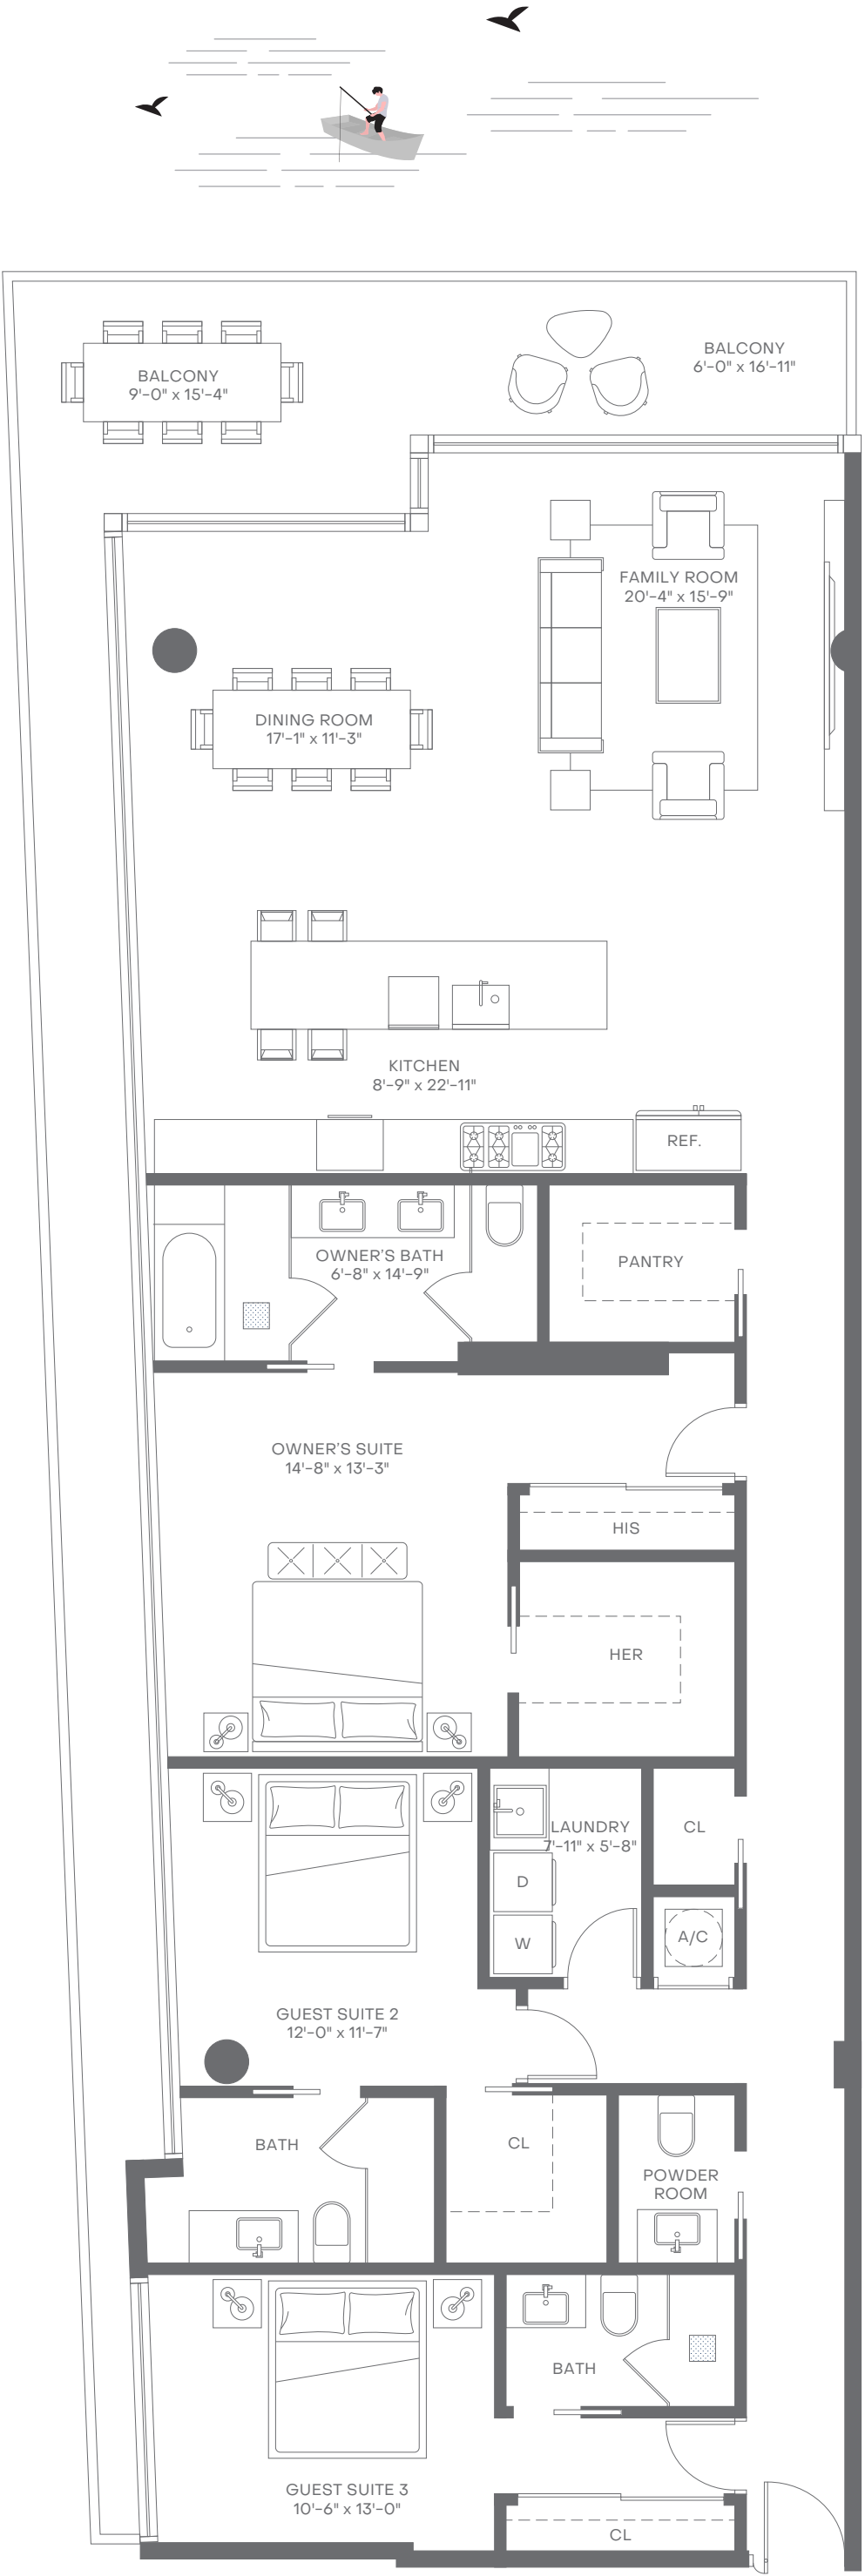 BALCONY
9'-0" x 15'-4"
BALCONY
6'-0" x 16'-11"
FAMILY ROOM
20'-4" x 15'-9"
DINING ROOM
17'-1" x 11'-3"
KITCHEN
8'-9" x 22'-11"
REF.
OWNER'S BATH
6'-8" x 14'-9"
PANTRY
OWNER'S SUITE
14'-8" x 13'-3"
HIS
HER
LAUNDRY
7'-11" x 5'-8"
CL
D
A/C
W
GUEST SUITE 2
12'-0" x 11'-7"
BATH
CL
POWDER
ROOM
BATH
GUEST SUITE 3
10'-6" x 13'-0"
CL